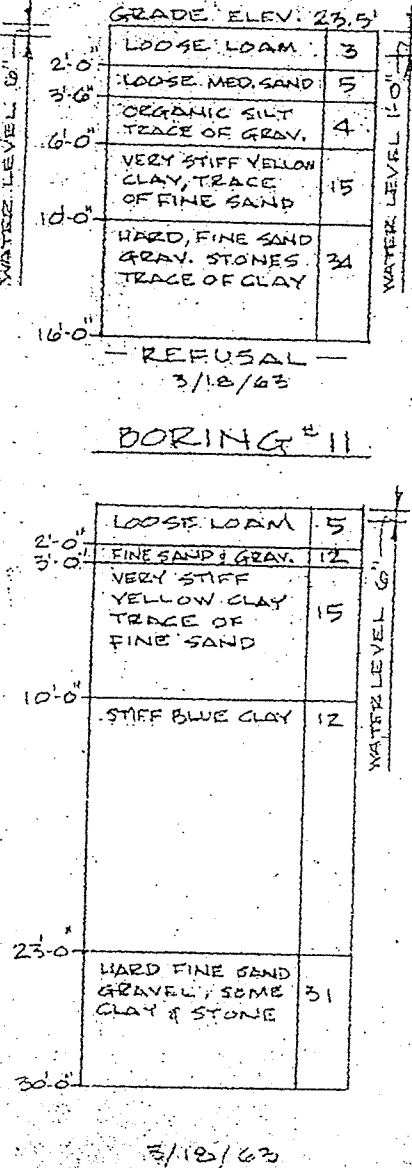 GRADE ELEV. 23.5'
LOOSE LOAM 3
2'-0"
LOOSE MED. SAND 5
3'-6"
ORGANIC SILT
TRACE OF GRAV. 4
6'-0"
VERY STIFF YELLOW
CLAY, TRACE
OF FINE SAND 15
10'-0"
HARD, FINE SAND
GRAV. STONES
TRACE OF CLAY 34
16'-0"
WATER LEVEL 6"
WATER LEVEL 1'-0"
— REFUSAL —
3/18/63
BORING #11
LOOSE LOAM 5
2'-0"
FINE SAND & GRAV. 12
3'-0"
VERY STIFF
YELLOW CLAY
TRACE OF
FINE SAND 15
10'-0"
STIFF BLUE CLAY 12
23'-0"
HARD FINE SAND
GRAVEL, SOME
CLAY & STONE 31
30'-0"
WATER LEVEL 6"
3/18/63